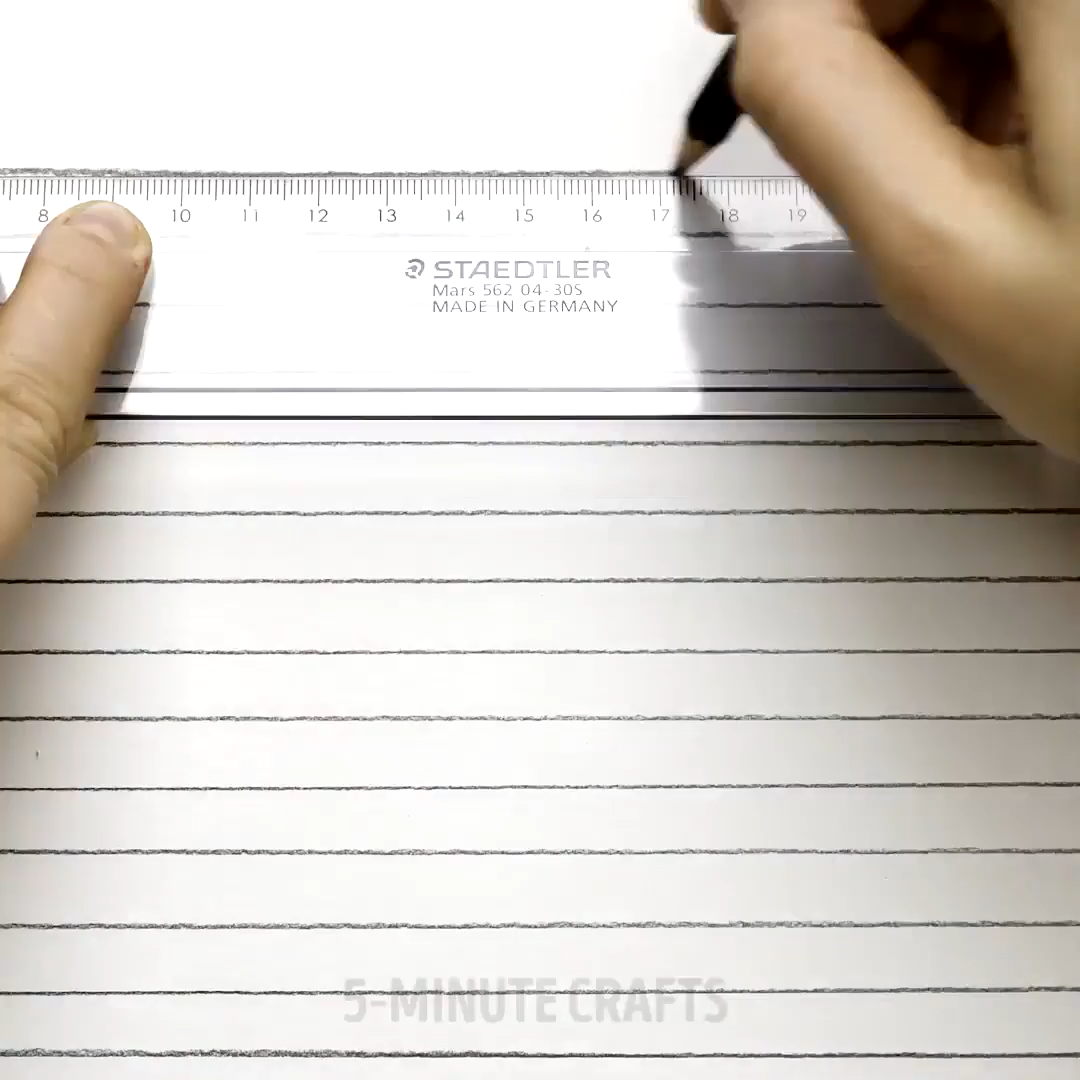 8 10 11 12 13 14 15 16 17 18 19
STAEDTLER
Mars 562 04-30S
MADE IN GERMANY
5-MINUTE CRAFTS